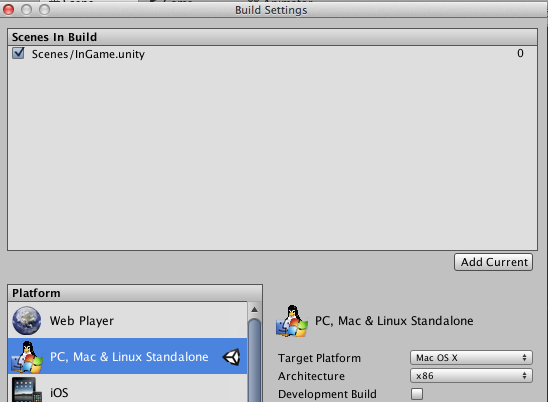 Build Settings
Scenes In Build
Scenes/InGame.unity 0
Add Current
Platform
Web Player
PC, Mac & Linux Standalone
iOS
PC, Mac & Linux Standalone
Target Platform Mac OS X
Architecture x86
Development Build